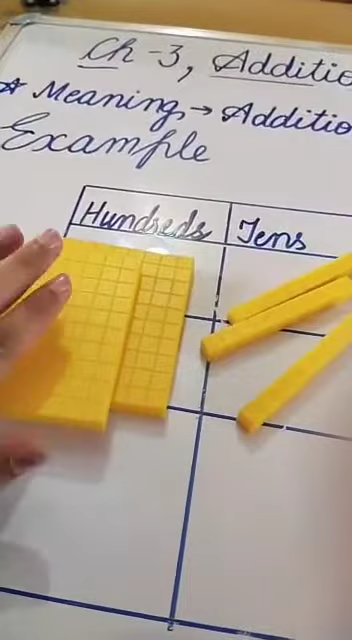 Ch-3, Additio
* Meaning, → Additio
Example
Hundreds Tens